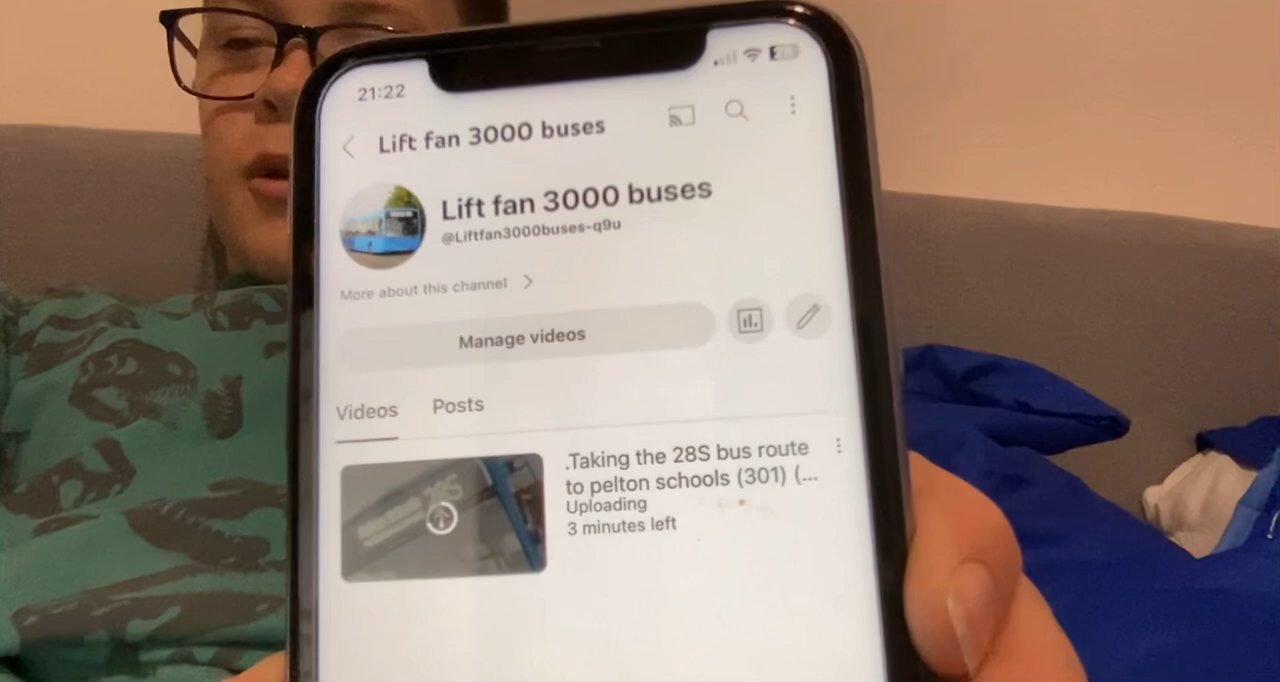 21:22
Lift fan 3000 buses
Lift fan 3000 buses
@Liftfan3000buses-q9u
More about this channel
Manage videos
Videos Posts
28S
.Taking the 28S bus route
to pelton schools (301) (...
Uploading
3 minutes left